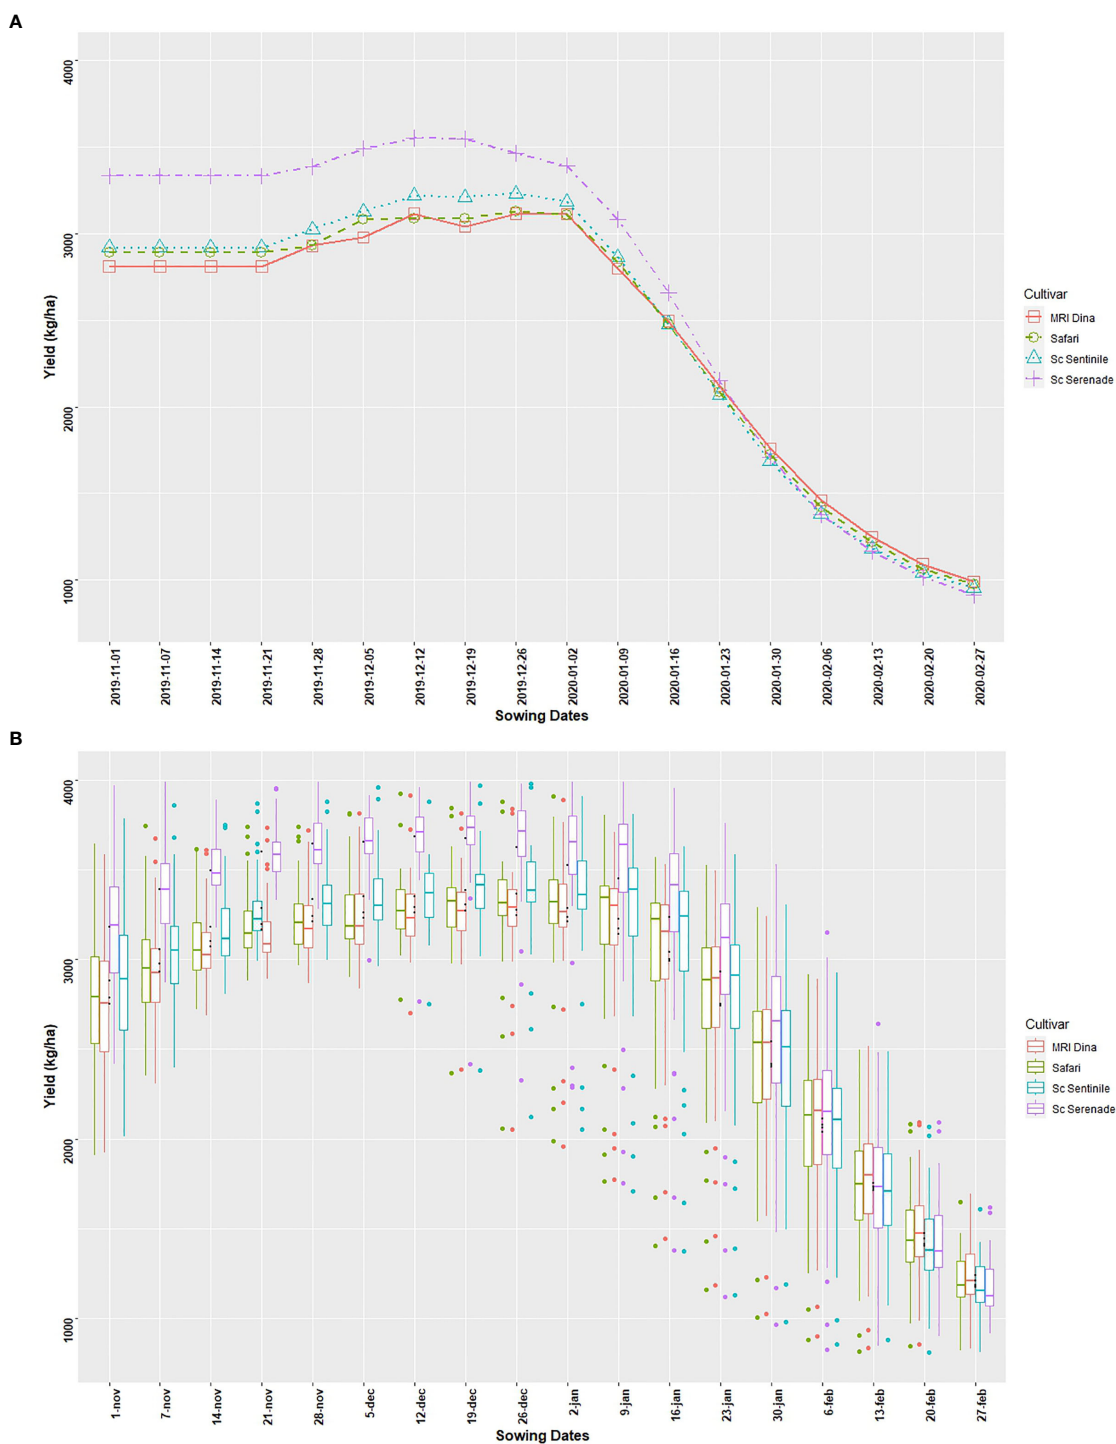 A
Yield (kg/ha)
4000
3000
2000
1000
2019-11-01
2019-11-07
2019-11-14
2019-11-21
2019-11-28
2019-12-05
2019-12-12
2019-12-19
2019-12-26
2020-01-02
2020-01-09
2020-01-16
2020-01-23
2020-01-30
2020-02-06
2020-02-13
2020-02-20
2020-02-27
Sowing Dates
Cultivar
MRI Dina
Safari
Sc Sentinile
Sc Serenade
B
Yield (kg/ha)
4000
3000
2000
1000
1-nov
7-nov
14-nov
21-nov
28-nov
5-dec
12-dec
19-dec
26-dec
2-jan
9-jan
16-jan
23-jan
30-jan
6-feb
13-feb
20-feb
27-feb
Sowing Dates
Cultivar
MRI Dina
Safari
Sc Sentinile
Sc Serenade